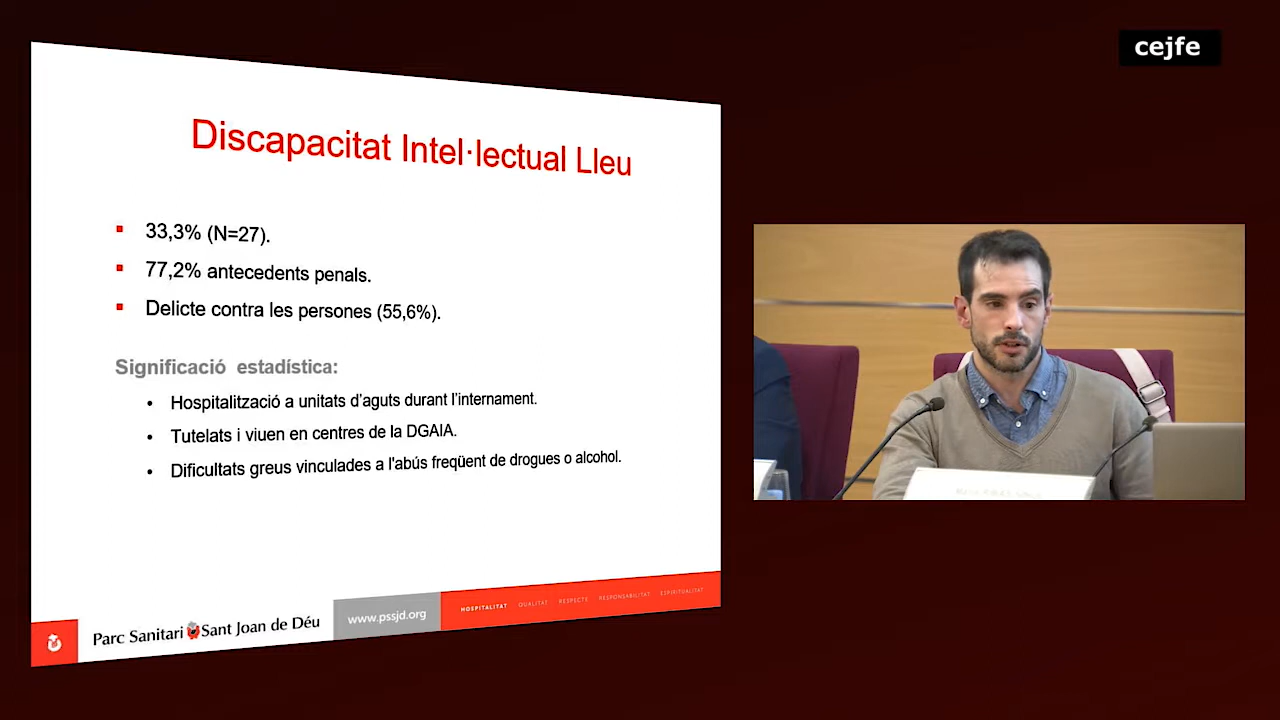 cejfe
Discapacitat Intel·lectual Lleu
33,3% (N=27).
77,2% antecedents penals.
Delicte contra les persones (55,6%).
Significació estadística:
Hospitalització a unitats d'aguts durant l'internament.
Tutelats i viuen en centres de la DGAIA.
Dificultats greus vinculades a l'abús freqüent de drogues o alcohol.
Parc Sanitari Sant Joan de Déu
www.pssjd.org
HOSPITALITAT QUALITAT RESPECTE RESPONSABILITAT ESPIRITUALITAT